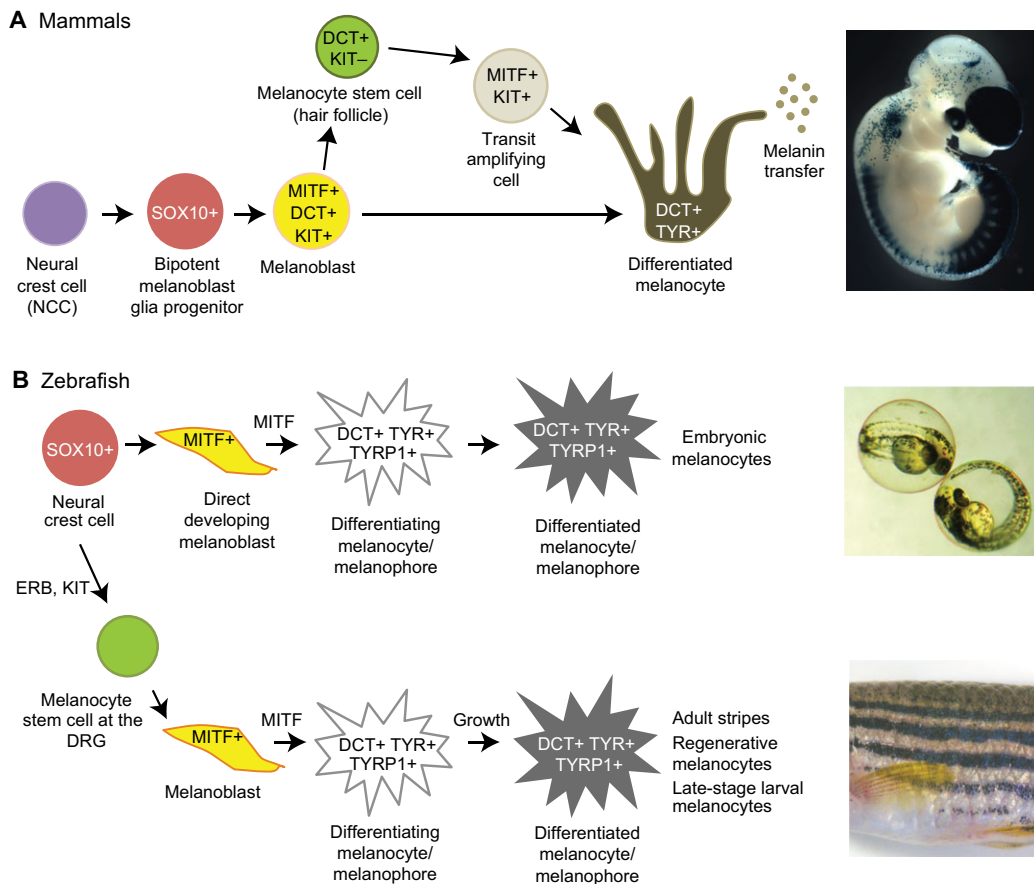 A Mammals
DCT+
KIT–
Melanocyte stem cell
(hair follicle)
MITF+
KIT+
Transit
amplifying
cell
Melanin
transfer
SOX10+
MITF+
DCT+
KIT+
DCT+
TYR+
Neural
crest cell
(NCC)
Bipotent
melanoblast
glia progenitor
Melanoblast
Differentiated
melanocyte
B Zebrafish
SOX10+
MITF+
MITF
DCT+ TYR+
TYRP1+
DCT+ TYR+
TYRP1+
Embryonic
melanocytes
Neural
crest cell
Direct
developing
melanoblast
Differentiating
melanocyte/
melanophore
Differentiated
melanocyte/
melanophore
ERB, KIT
Melanocyte
stem cell at the
DRG
MITF+
Melanoblast
MITF
DCT+ TYR+
TYRP1+
Growth
DCT+ TYR+
TYRP1+
Adult stripes
Regenerative
melanocytes
Late-stage larval
melanocytes
Differentiating
melanocyte/
melanophore
Differentiated
melanocyte/
melanophore